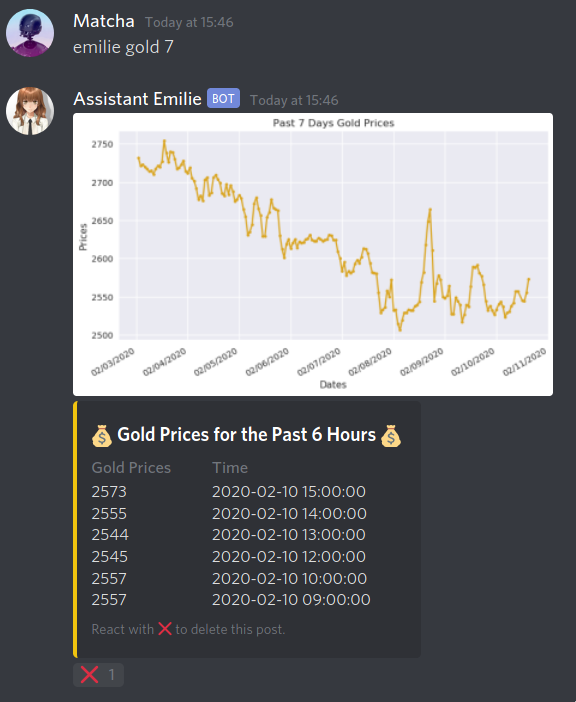 Matcha Today at 15:46
emilie gold 7
Assistant Emilie BOT Today at 15:46
Past 7 Days Gold Prices
2750
2700
2650
2600
2550
2500
Prices
02/03/2020 02/04/2020 02/05/2020 02/06/2020 02/07/2020 02/08/2020 02/09/2020 02/10/2020 02/11/2020
Dates
💰 Gold Prices for the Past 6 Hours 💰
Gold Prices Time
2573 2020-02-10 15:00:00
2555 2020-02-10 14:00:00
2544 2020-02-10 13:00:00
2545 2020-02-10 12:00:00
2557 2020-02-10 10:00:00
2557 2020-02-10 09:00:00
React with ❌ to delete this post.
❌ 1